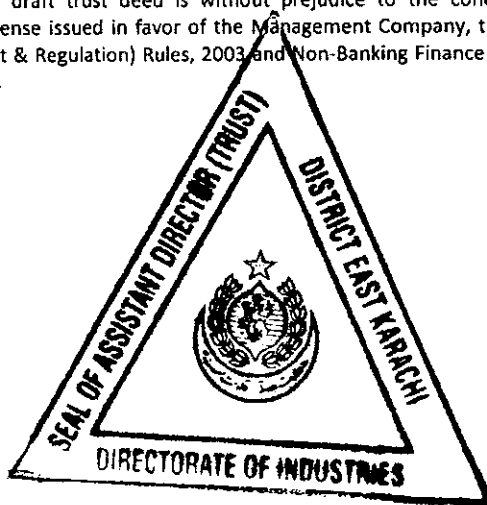 draft trust deed is without prejudice to the
ense issued in favor of the Management Company, t
t & Regulation) Rules, 2003 and Non-Banking Finance
SEAL OF ASSISTANT DIRECTOR (TRUST)
DISTRICT EAST KARACHI
DIRECTORATE OF INDUSTRIES